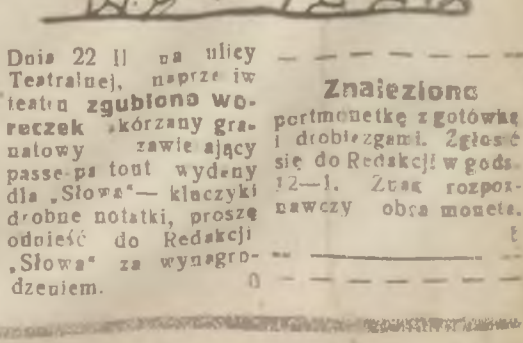 Dnia 22 II na ulicy
Teatralnej, naprzeciw
teatru zgubiono wo-
reczek skórzany gra-
natowy zawierający
passe-partout wydany
dla „Słowa“— kluczyki
drobne notatki, proszę
odnieść do Redakcji
„Słowa“ za wynagro-
dzeniem. 0
Znaleziono
portmonetkę z gotówką
i drobiezgami. Zgłosić
się do Redakcji w godz.
12—1. Znak rozpoz-
nawczy obca moneta.